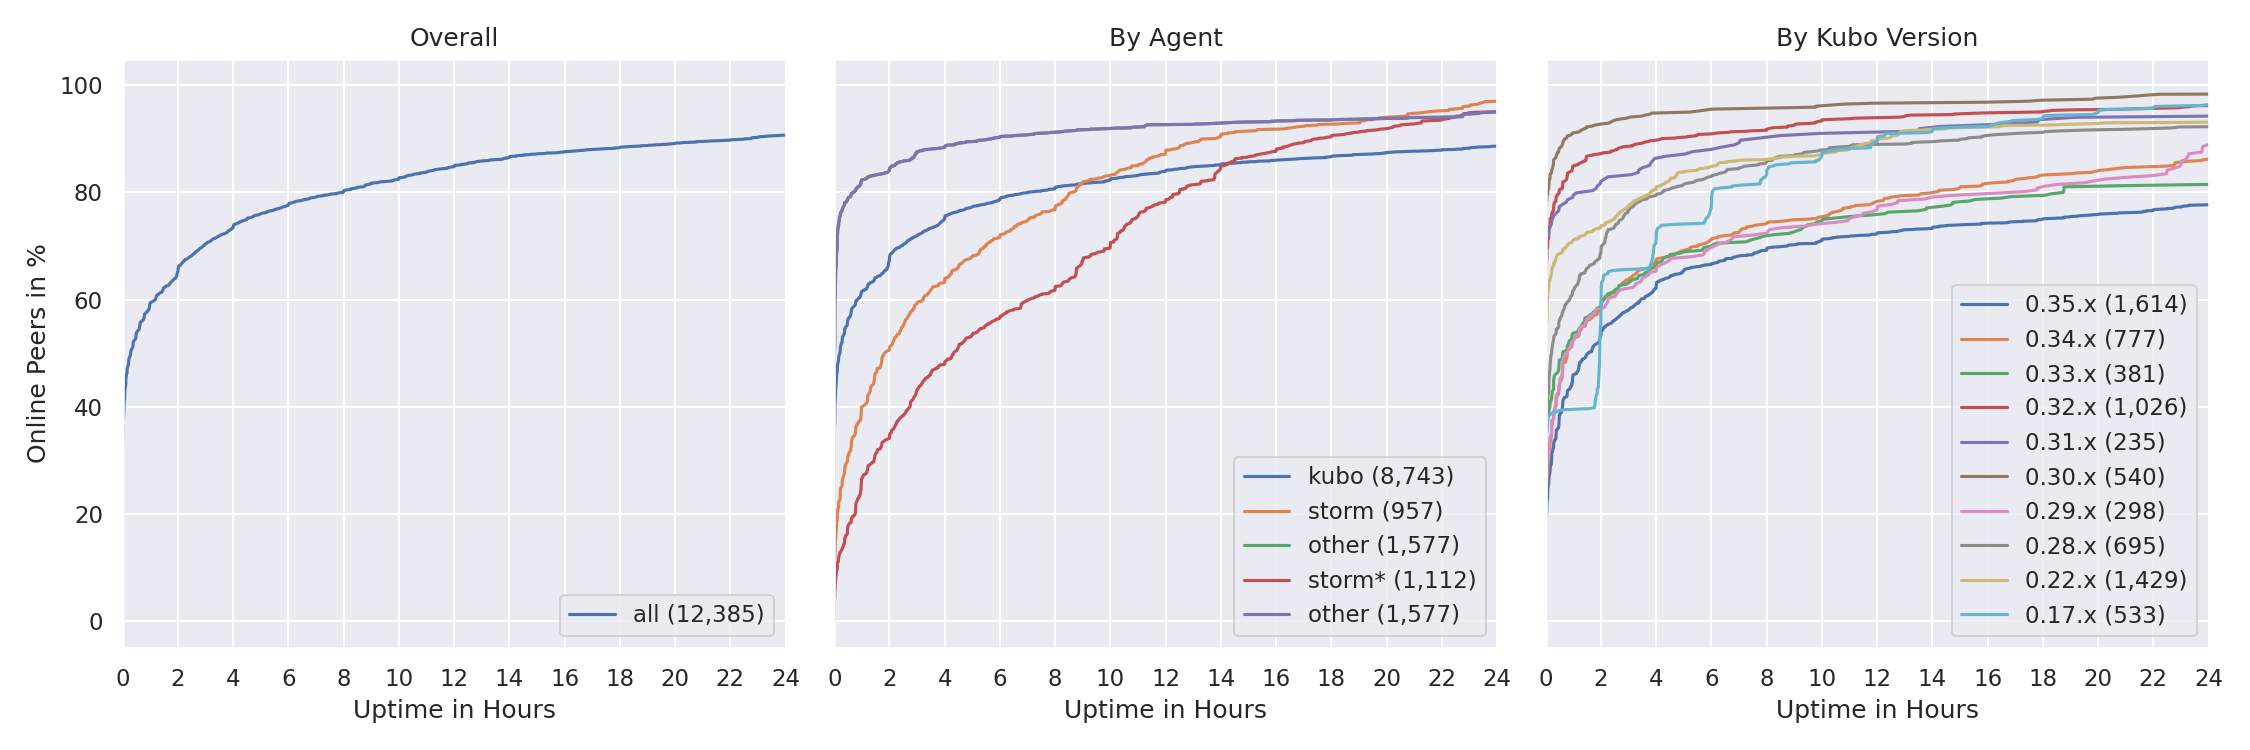 Overall
By Agent
By Kubo Version
Online Peers in %
100
80
60
40
20
0
all (12,385)
0 2 4 6 8 10 12 14 16 18 20 22 24
Uptime in Hours
kubo (8,743)
storm (957)
other (1,577)
storm* (1,112)
other (1,577)
0 2 4 6 8 10 12 14 16 18 20 22 24
Uptime in Hours
0.35.x (1,614)
0.34.x (777)
0.33.x (381)
0.32.x (1,026)
0.31.x (235)
0.30.x (540)
0.29.x (298)
0.28.x (695)
0.22.x (1,429)
0.17.x (533)
0 2 4 6 8 10 12 14 16 18 20 22 24
Uptime in Hours